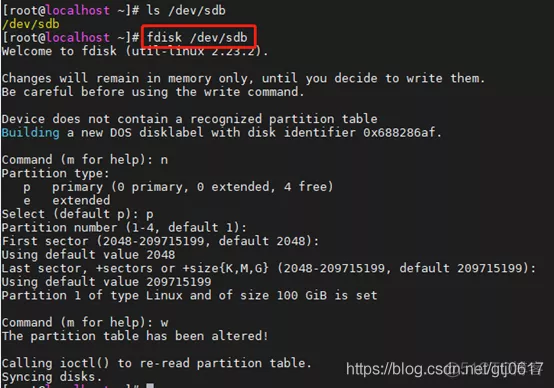 [root@localhost ~]# ls /dev/sdb
/dev/sdb
[root@localhost ~]# fdisk /dev/sdb
Welcome to fdisk (util-linux 2.23.2).
Changes will remain in memory only, until you decide to write them.
Be careful before using the write command.
Device does not contain a recognized partition table
Building a new DOS disklabel with disk identifier 0x688286af.
Command (m for help): n
Partition type:
p   primary (0 primary, 0 extended, 4 free)
e   extended
Select (default p): p
Partition number (1-4, default 1):
First sector (2048-209715199, default 2048):
Using default value 2048
Last sector, +sectors or +size{K,M,G} (2048-209715199, default 209715199):
Using default value 209715199
Partition 1 of type Linux and of size 100 GiB is set
Command (m for help): w
The partition table has been altered!
Calling ioctl() to re-read partition table.
Syncing disks.
https://blog.csdn.net/gtj0617
[root@localhost ~]#